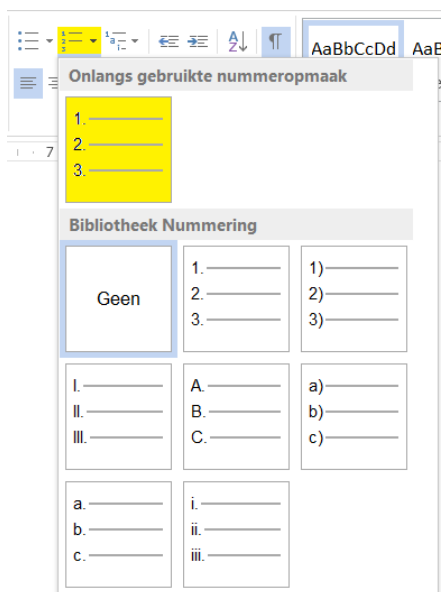 AaBbCcDd AaB
7
Onlangs gebruikte nummeropmaak
1.
2.
3.
Bibliotheek Nummering
Geen
1.
2.
3.
1)
2)
3)
I.
II.
III.
A.
B.
C.
a)
b)
c)
a.
b.
c.
i.
ii.
iii.